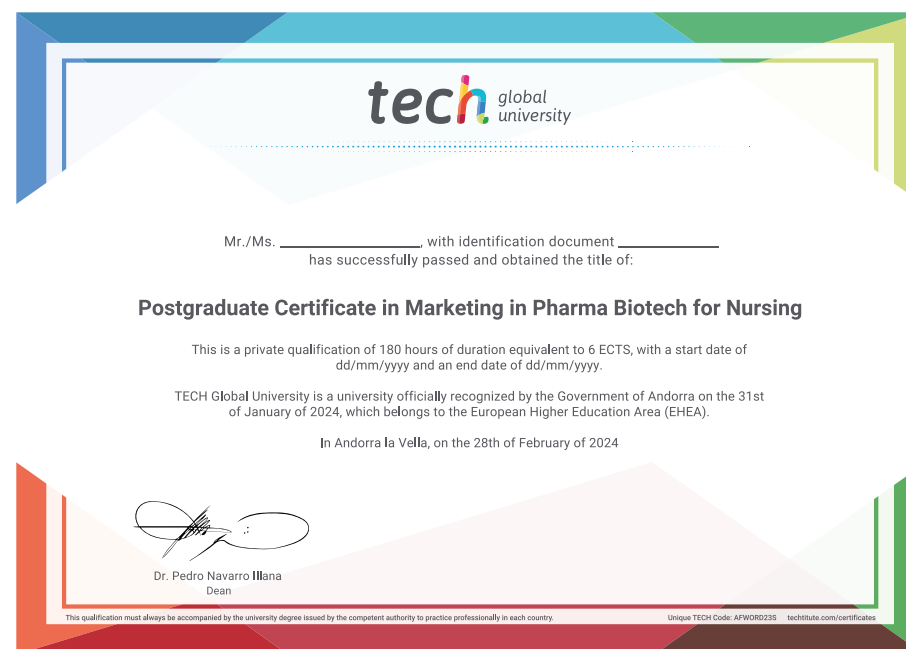 tech global
university
Mr./Ms. ____________, with identification document ____________
has successfully passed and obtained the title of:
Postgraduate Certificate in Marketing in Pharma Biotech for Nursing
This is a private qualification of 180 hours of duration equivalent to 6 ECTS, with a start date of
dd/mm/yyyy and an end date of dd/mm/yyyy.
TECH Global University is a university officially recognized by the Government of Andorra on the 31st
of January of 2024, which belongs to the European Higher Education Area (EHEA).
In Andorra la Vella, on the 28th of February of 2024
Dr. Pedro Navarro Illana
Dean
This qualification must always be accompanied by the university degree issued by the competent authority to practice professionally in each country.
Unique TECH Code: AFWORD23S techtitute.com/certificates